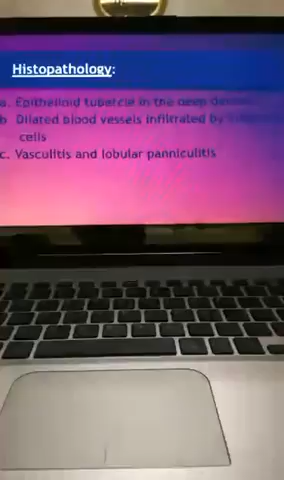 Histopathology:
a. Epithelioid tubercle in the deep
b Dilated blood vessels infiltrated by
cells
c. Vasculitis and lobular panniculitis